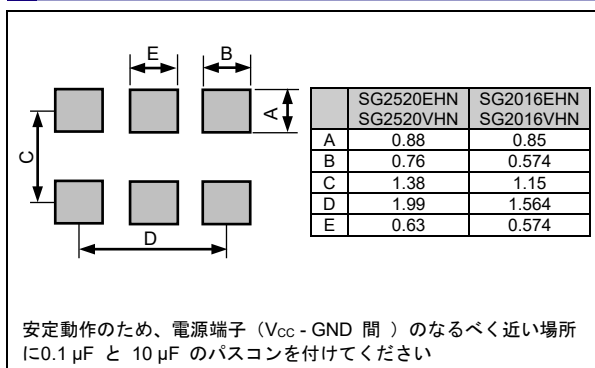 E
B
A
C
D
SG2520EHN SG2016EHN
SG2520VHN SG2016VHN
A 0.88 0.85
B 0.76 0.574
C 1.38 1.15
D 1.99 1.564
E 0.63 0.574
安定動作のため、電源端子（VCC - GND 間 ）のなるべく近い場所
に0.1 µF と 10 µF のパスコンを付けてください